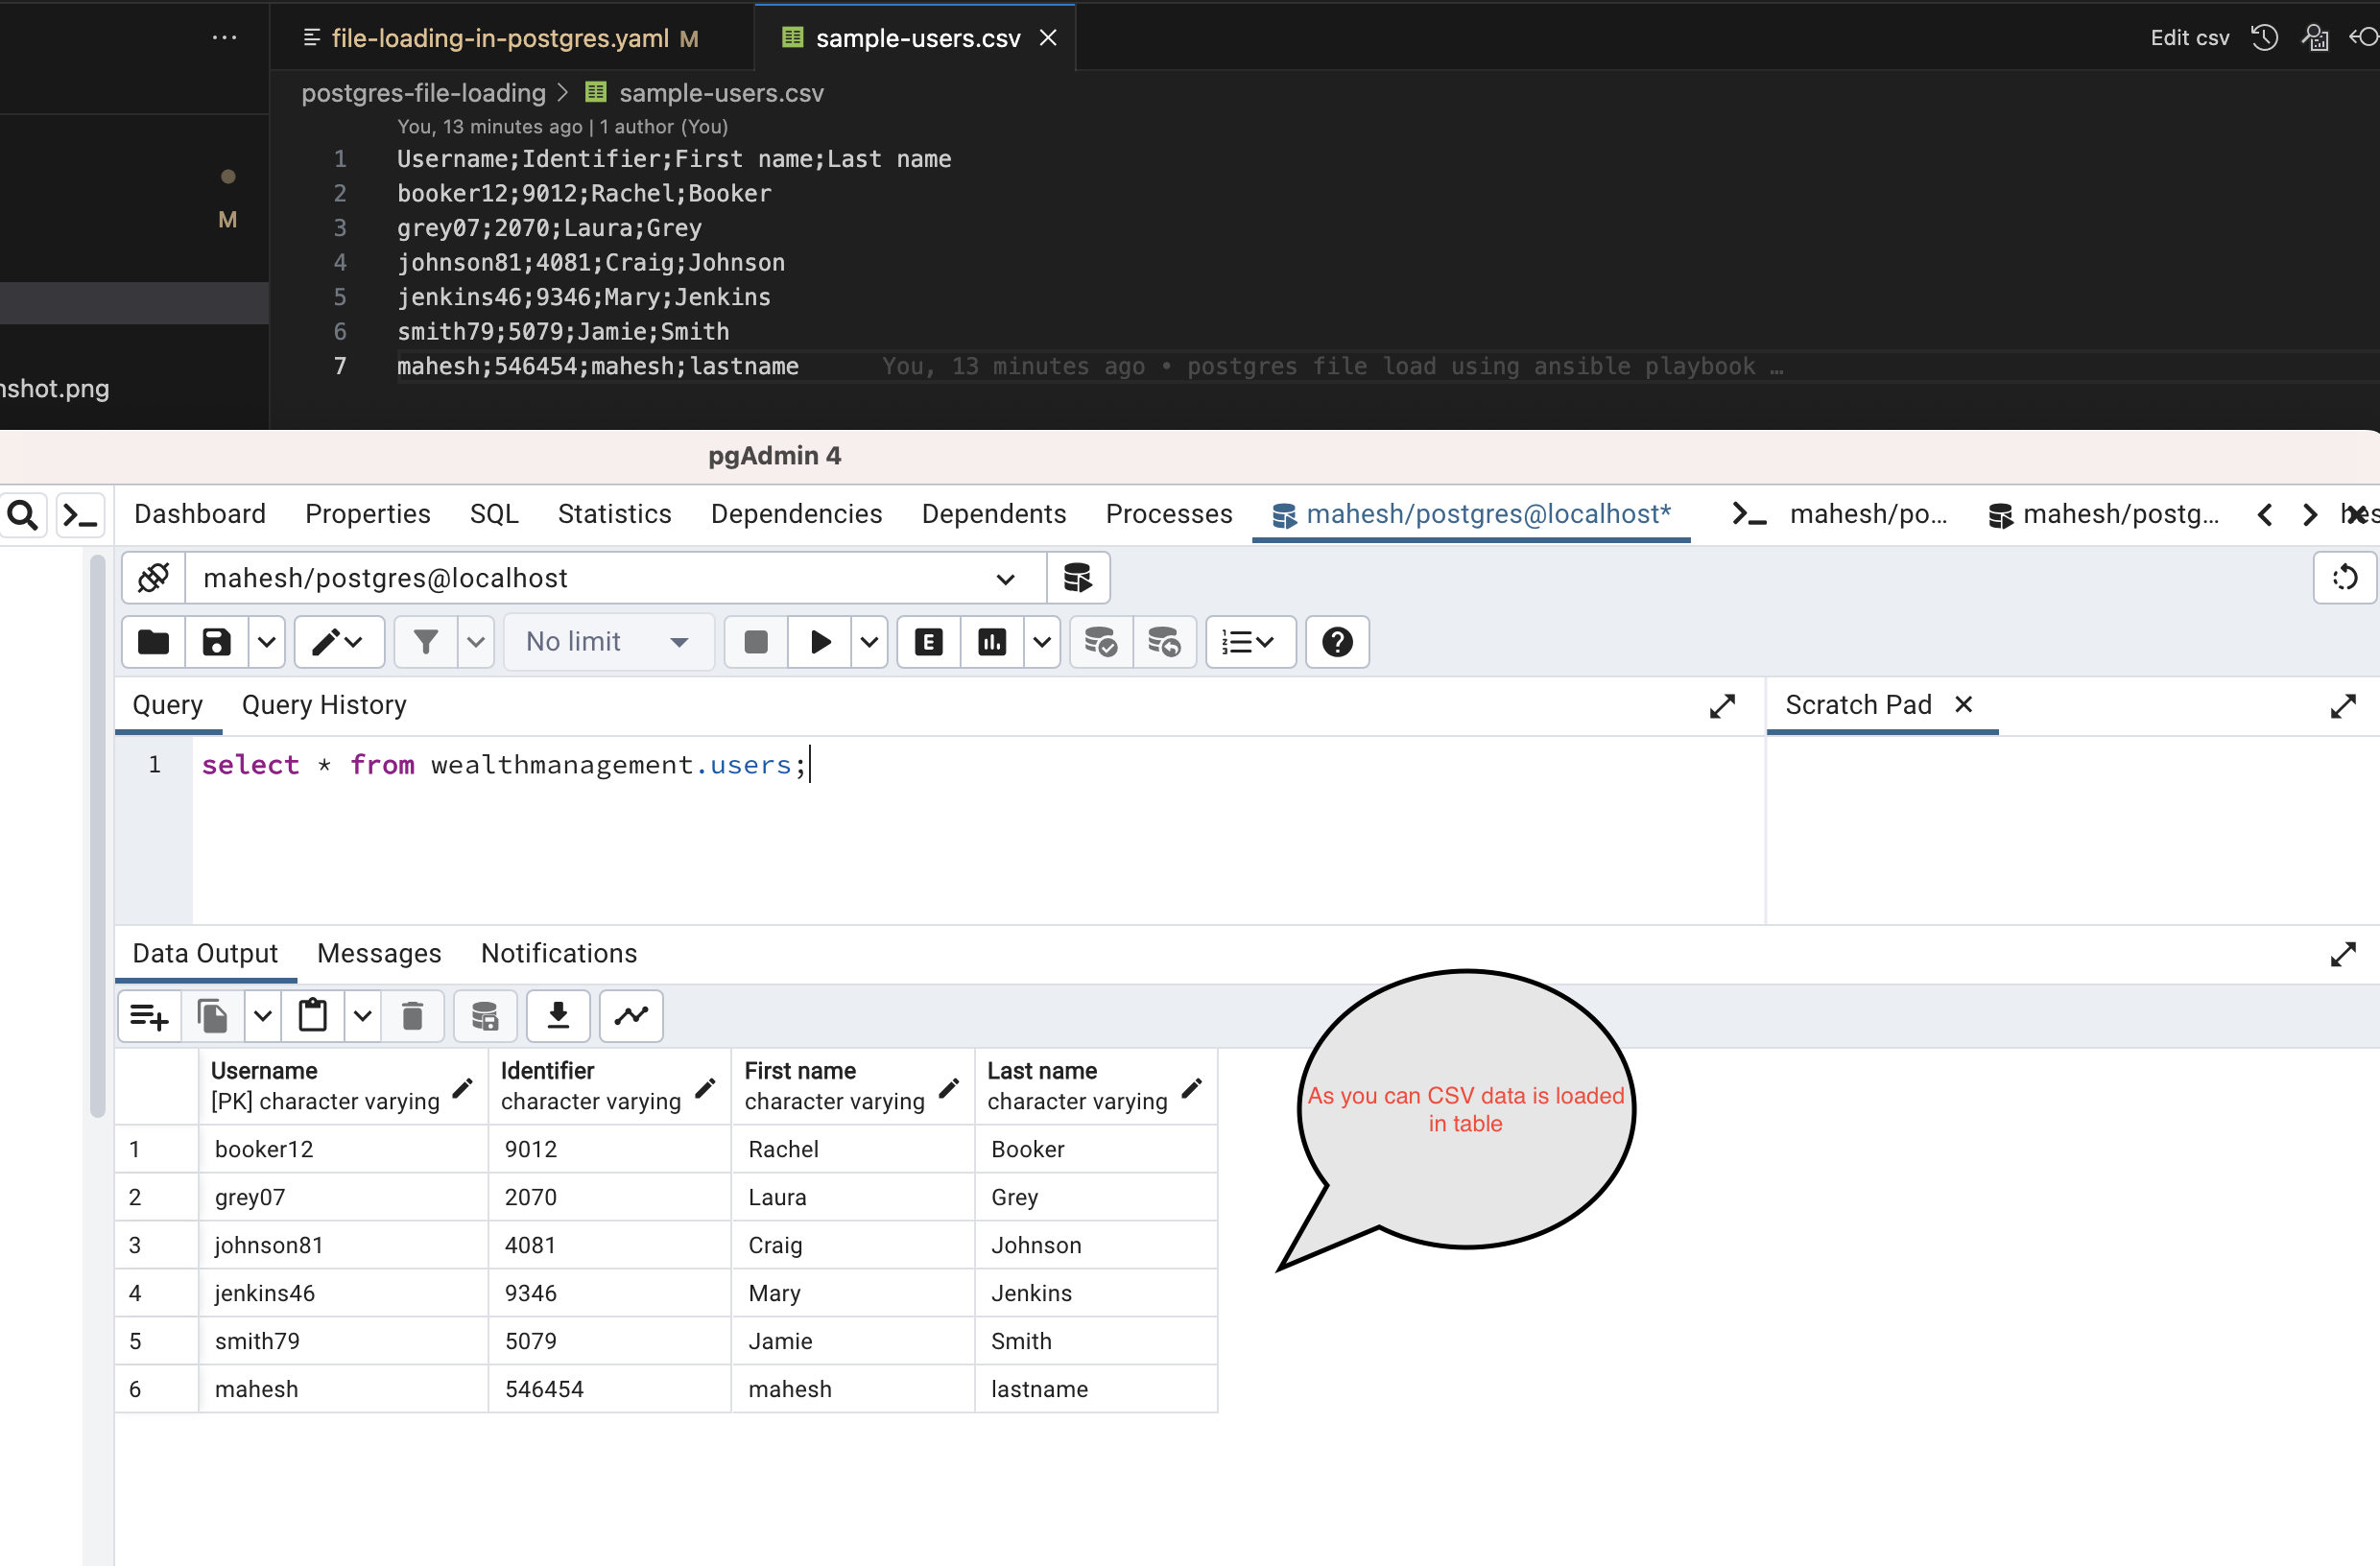 file-loading-in-postgres.yaml M
sample-users.csv
Edit csv
postgres-file-loading > sample-users.csv
You, 13 minutes ago | 1 author (You)
1 Username;Identifier;First name;Last name
2 booker12;9012;Rachel;Booker
M
3 grey07;2070;Laura;Grey
4 johnson81;4081;Craig;Johnson
5 jenkins46;9346;Mary;Jenkins
6 smith79;5079;Jamie;Smith
7 mahesh;546454;mahesh;lastname You, 13 minutes ago • postgres file load using ansible playbook …
nshot.png
pgAdmin 4
Dashboard Properties SQL Statistics Dependencies Dependents Processes mahesh/postgres@localhost* mahesh/po... mahesh/postg...
mahesh/postgres@localhost
No limit
Query Query History
Scratch Pad
1 select * from wealthmanagement.users;
Data Output Messages Notifications
Username Identifier First name Last name
[PK] character varying character varying character varying character varying
1 booker12 9012 Rachel Booker
2 grey07 2070 Laura Grey
3 johnson81 4081 Craig Johnson
4 jenkins46 9346 Mary Jenkins
5 smith79 5079 Jamie Smith
6 mahesh 546454 mahesh lastname
As you can CSV data is loaded
in table